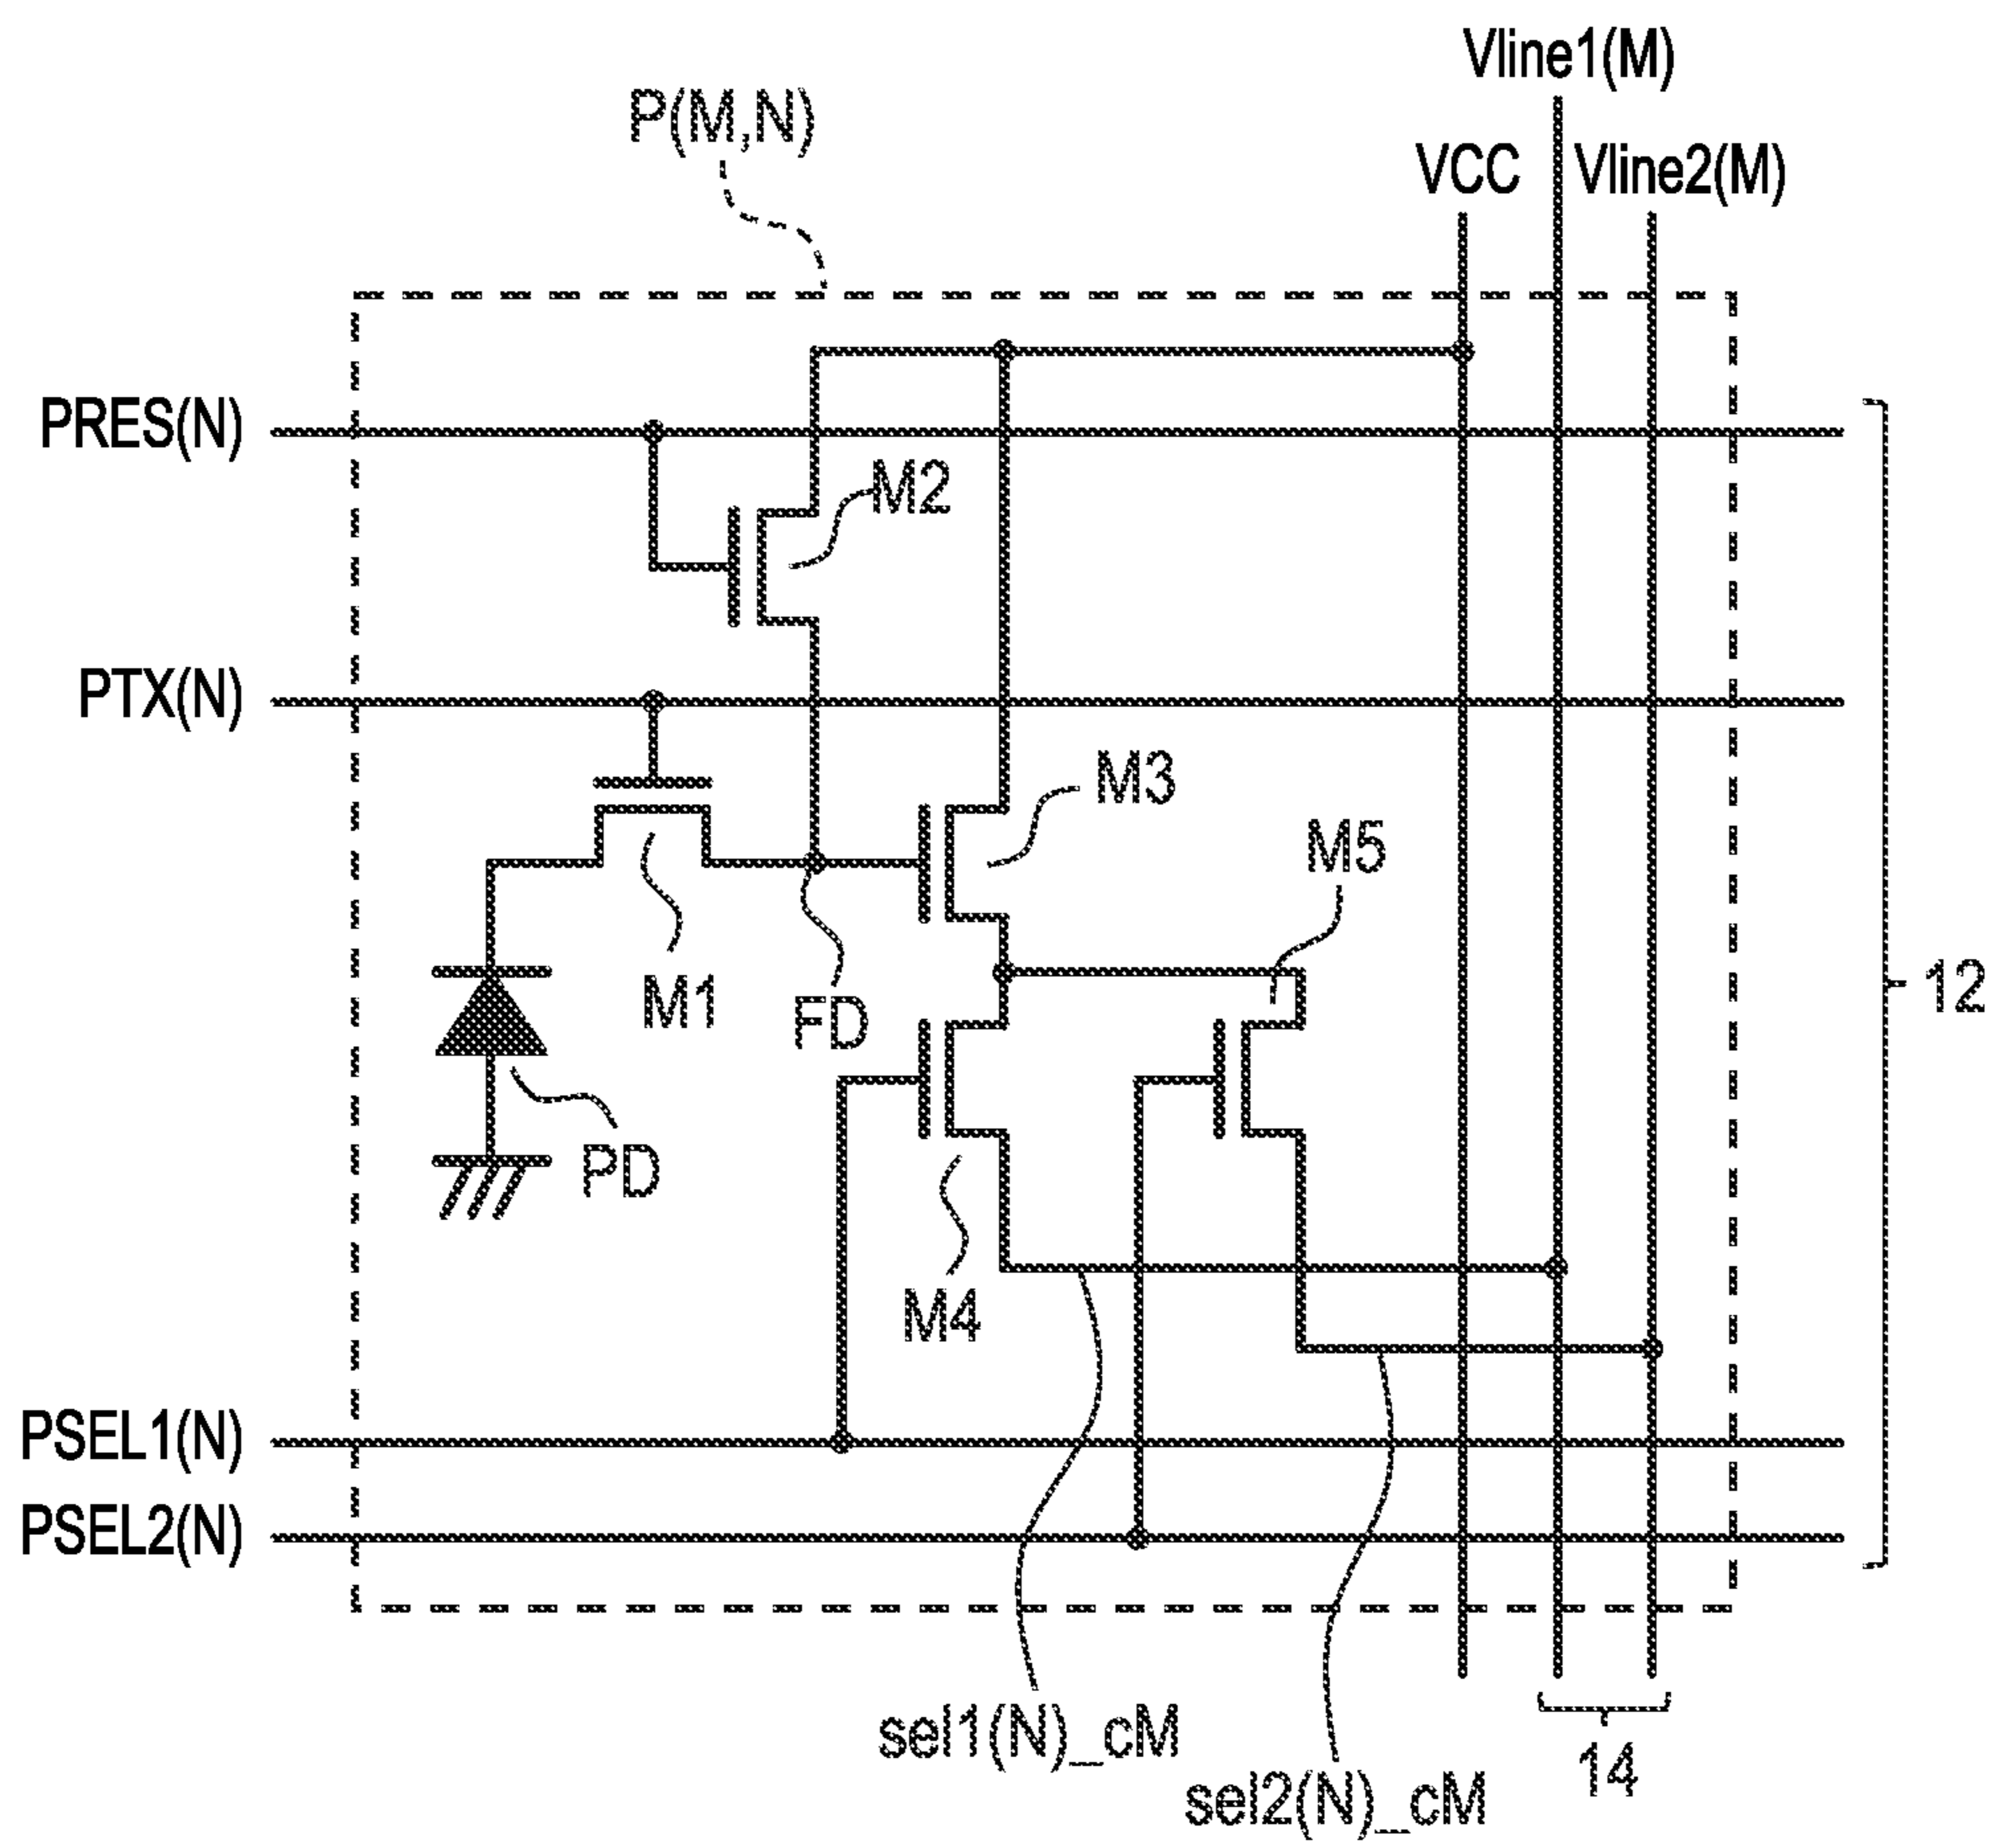 Vline1(M)
P(M,N)
VCC
Vline2(M)
PRES(N)
M2
PTX(N)
M3
M5
M1
FD
12
PD
M4
PSEL1(N)
PSEL2(N)
sel1(N)_cM
14
sel2(N)_cM